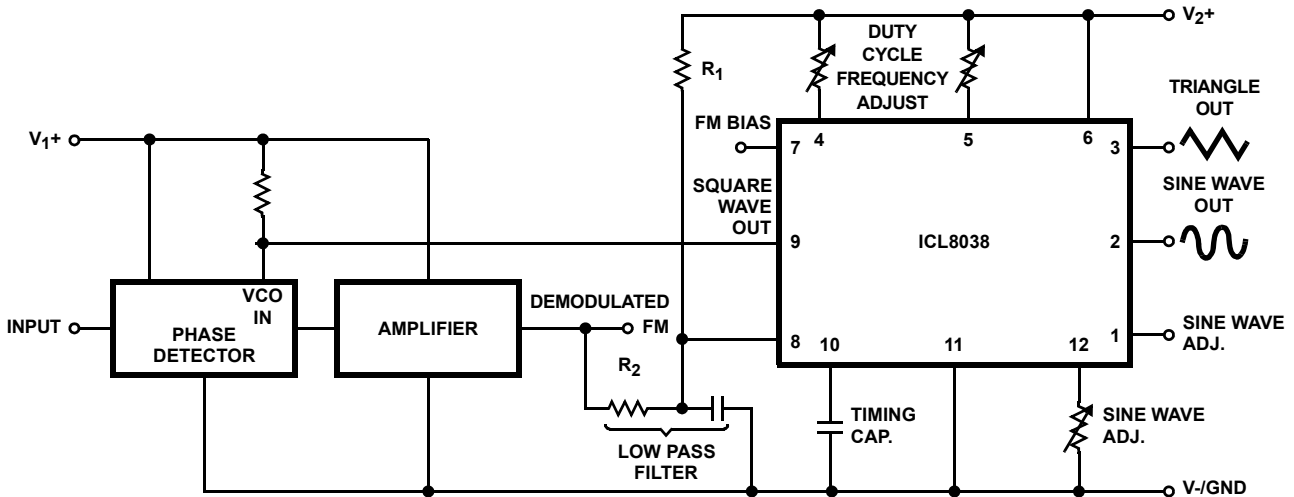 V2+
DUTY
CYCLE
FREQUENCY
ADJUST
R1
TRIANGLE
OUT
V1+
FM BIAS
7
4
5
6
3
SQUARE
WAVE
OUT
SINE WAVE
OUT
9
ICL8038
2
VCO
IN
DEMODULATED
FM
INPUT
PHASE
DETECTOR
AMPLIFIER
8
10
11
12
1
SINE WAVE
ADJ.
R2
TIMING
CAP.
SINE WAVE
ADJ.
LOW PASS
FILTER
V-/GND